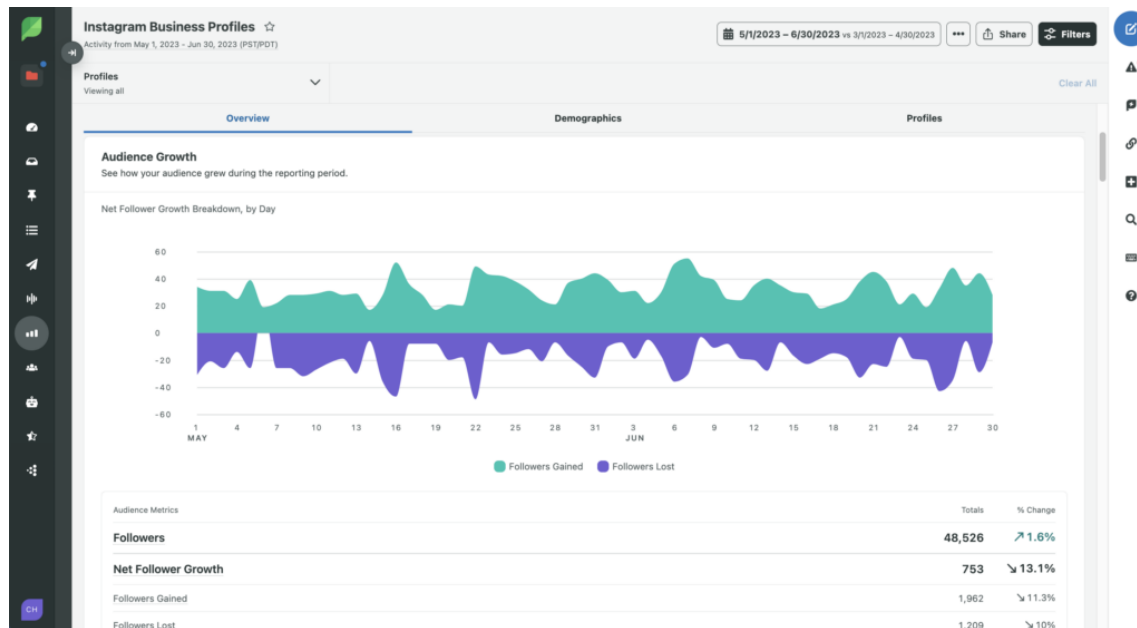 Instagram Business Profiles
Activity from May 1, 2023 - Jun 30, 2023 (PST/PDT)
5/1/2023 – 6/30/2023 vs 3/1/2023 – 4/30/2023
Share
Filters
Profiles
Viewing all
Clear All
Overview
Demographics
Profiles
Audience Growth
See how your audience grew during the reporting period.
Net Follower Growth Breakdown, by Day
60
40
20
0
-20
-40
-60
1 4 7 10 13 16 19 22 25 28 31 3 6 9 12 15 18 21 24 27 30
MAY JUN
Followers Gained Followers Lost
Audience Metrics Totals % Change
Followers 48,526 1.6%
Net Follower Growth 753 13.1%
Followers Gained 1,962 11.3%
Followers Lost 1,209 10%
CH